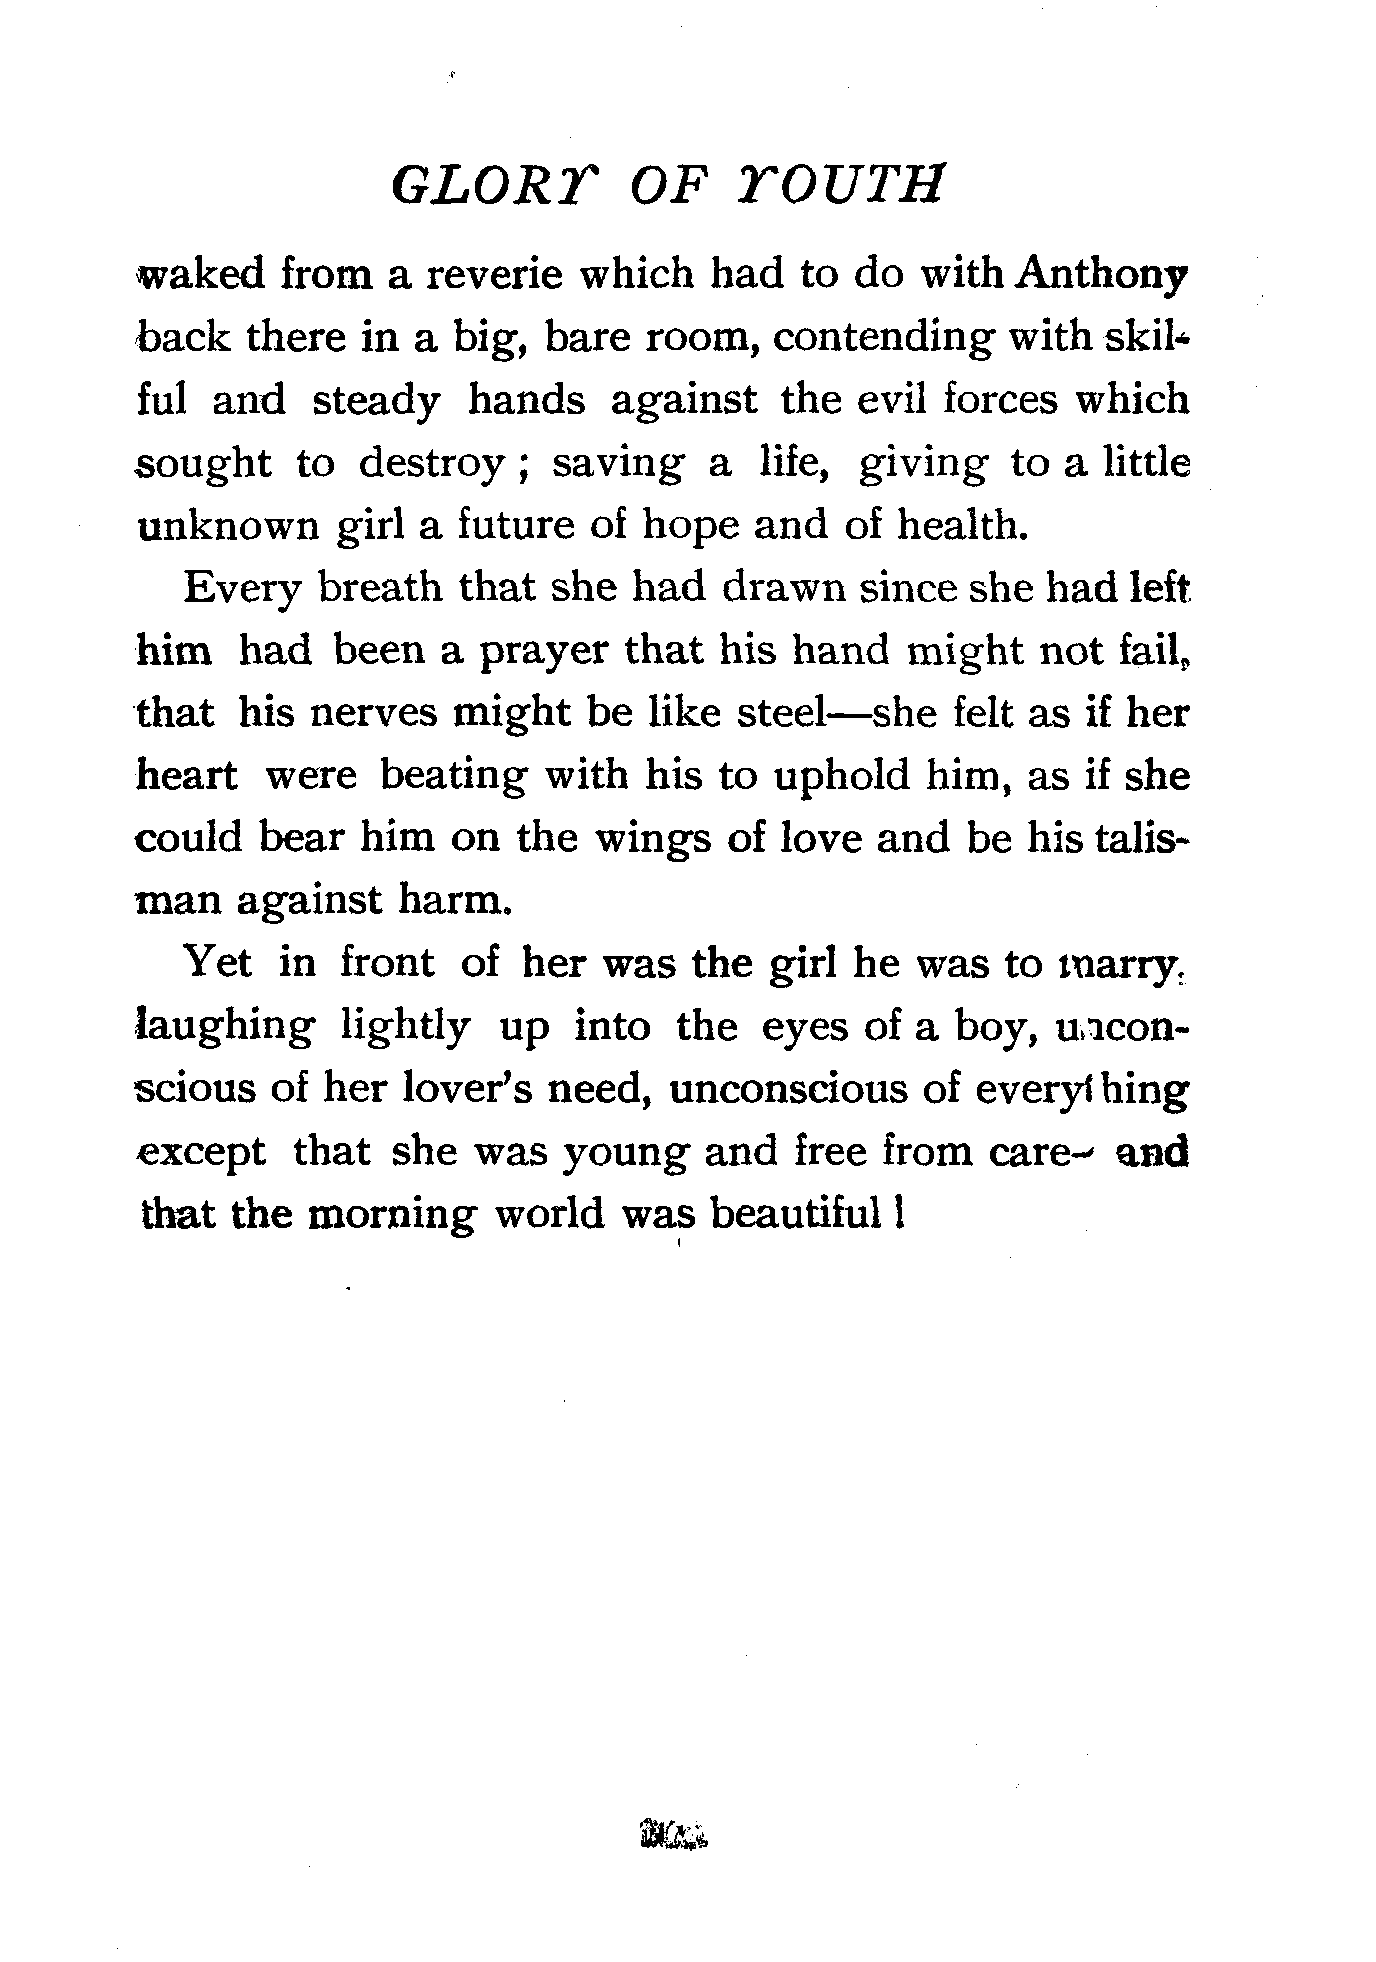 GLORY OF YOUTH
waked from a reverie which had to do with Anthony
back there in a big, bare room, contending with skil-
ful and steady hands against the evil forces which
sought to destroy ; saving a life, giving to a little
unknown girl a future of hope and of health.
Every breath that she had drawn since she had left
him had been a prayer that his hand might not fail,
that his nerves might be like steel—she felt as if her
heart were beating with his to uphold him, as if she
could bear him on the wings of love and be his talis-
man against harm.
Yet in front of her was the girl he was to marry,
laughing lightly up into the eyes of a boy, uncon-
scious of her lover's need, unconscious of everything
except that she was young and free from care- and
that the morning world was beautiful !